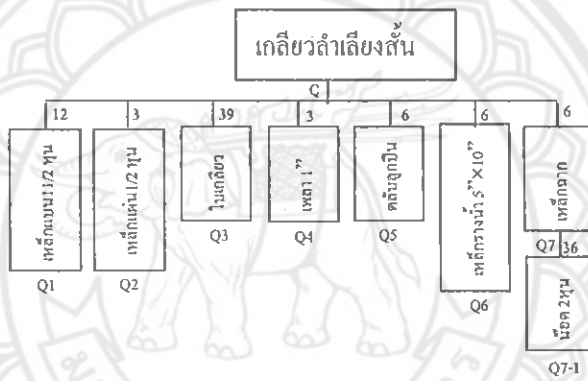 เกลียวลำเลียงสั้น
Q
12 3 39 3 6 6 6
เหล็กแบน 1 1/2 หุน
เหล็กแผ่น 1/2 หุน
ใบเกลียว
เพลา 1"
ตลับลูกปืน
เหล็กรางน้ำ 5"×10"
เหล็กฉาก
Q1
Q2
Q3
Q4
Q5
Q6
Q7 36
น๊อต 2 หุน
Q7-1